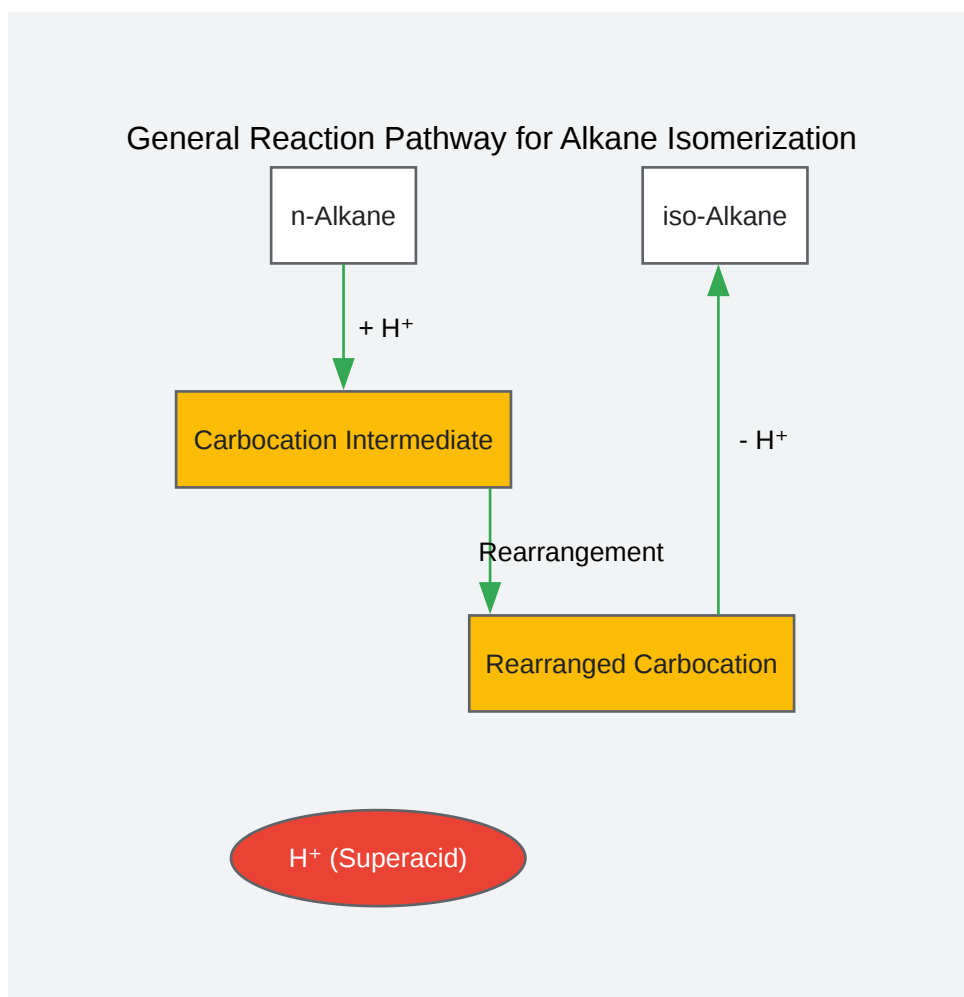 General Reaction Pathway for Alkane Isomerization
n-Alkane
iso-Alkane
+ H⁺
Carbocation Intermediate
- H⁺
Rearrangement
Rearranged Carbocation
H⁺ (Superacid)